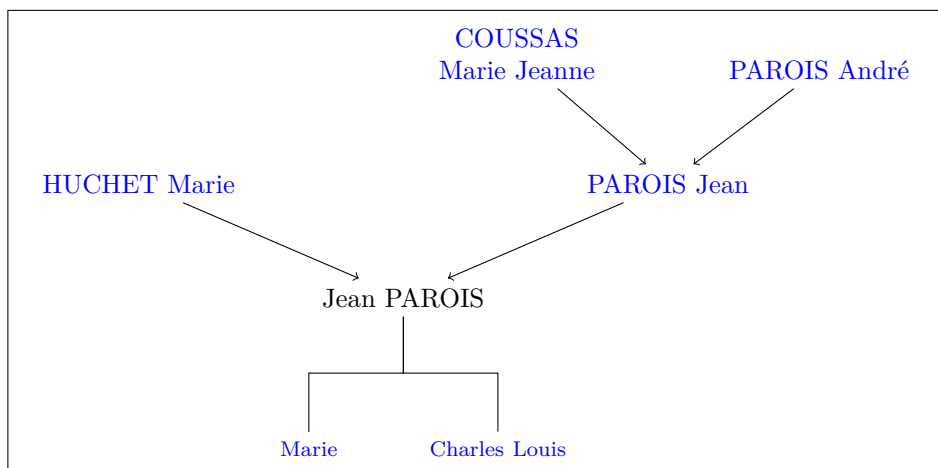 COUSSAS
Marie Jeanne
PAROIS André
HUCHET Marie
PAROIS Jean
Jean PAROIS
Marie
Charles Louis